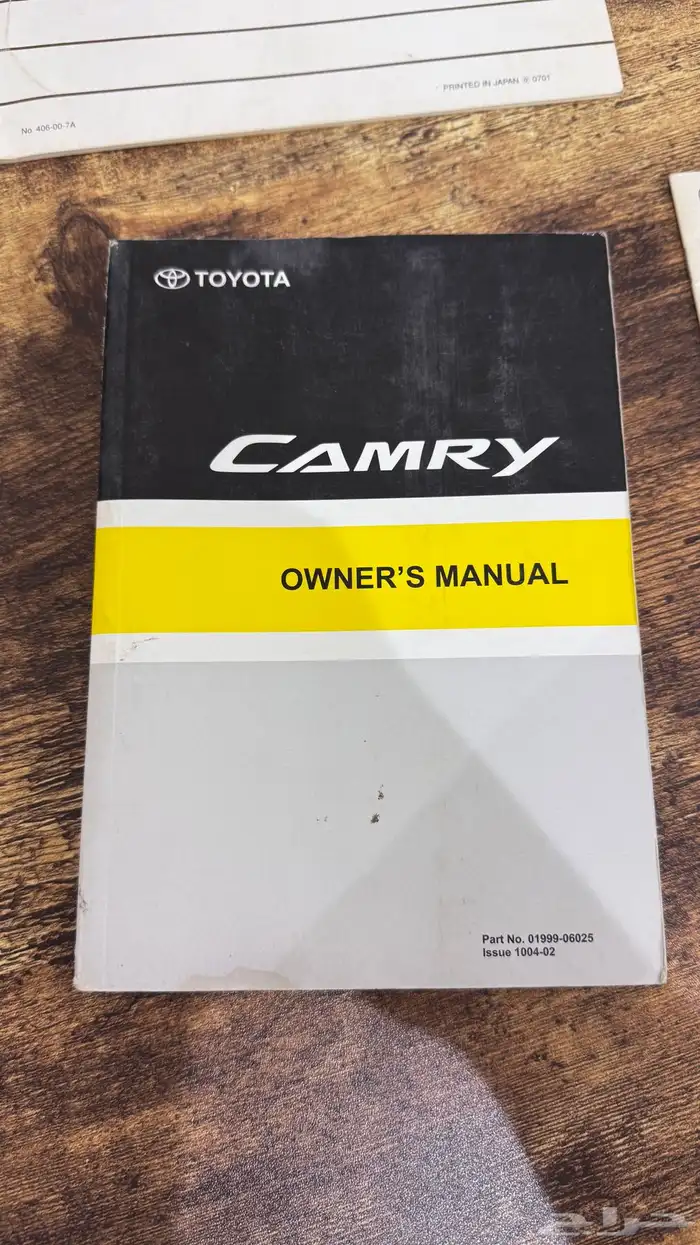 PRINTED IN JAPAN ※ 0701
No. 406-00-7A
TOYOTA
CAMRY
OWNER'S MANUAL
Part No. 01999-06025
Issue 1004-02
حراج